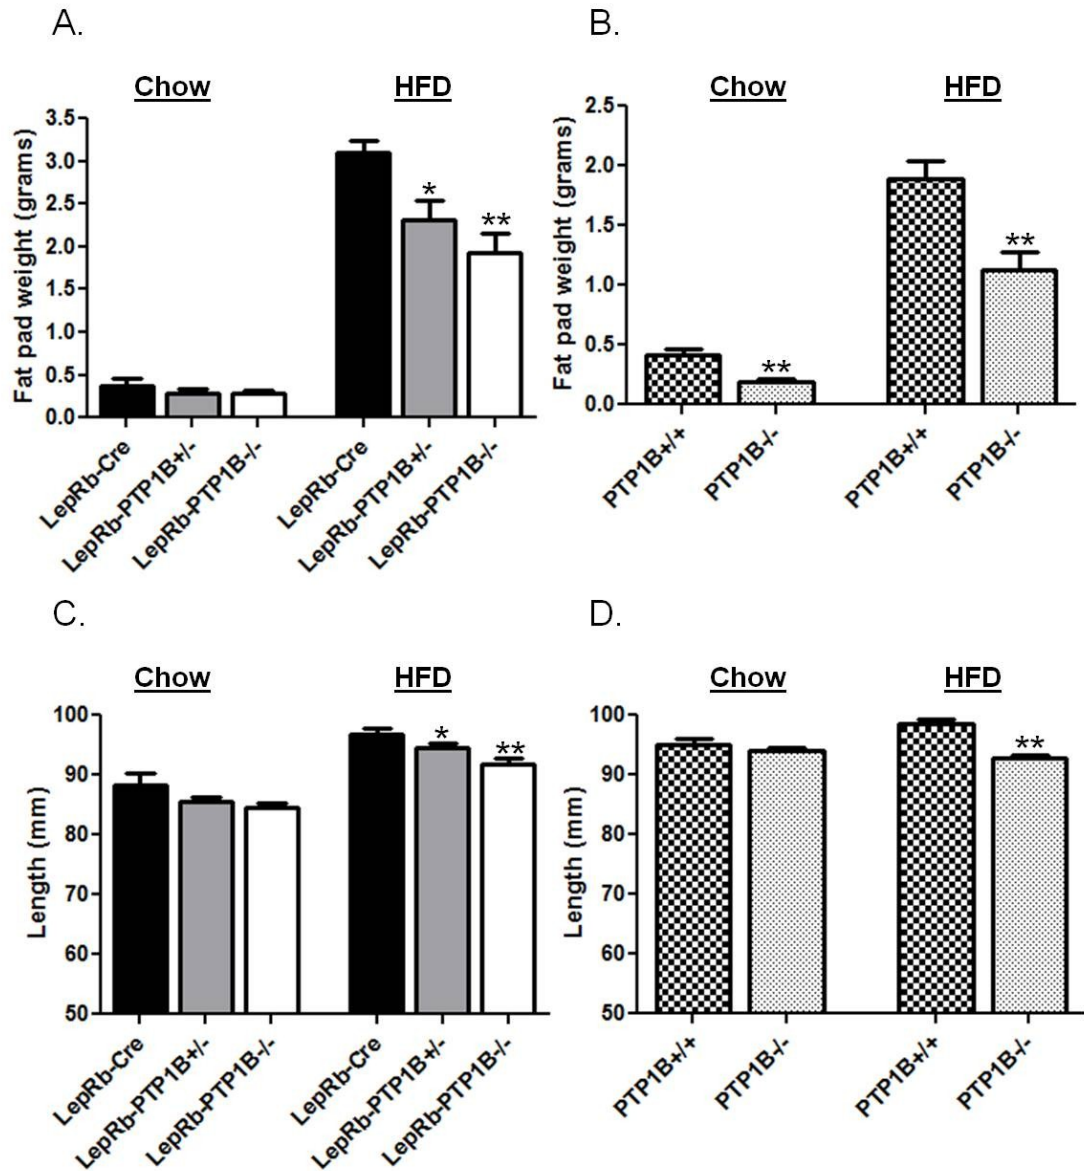 A.
Chow HFD
Fat pad weight (grams)
3.5
3.0
2.5
2.0
1.5
1.0
0.5
0.0
*
**
LepRb-Cre
LepRb-PTP1B+/-
LepRb-PTP1B-/-
LepRb-Cre
LepRb-PTP1B+/-
LepRb-PTP1B-/-
B.
Chow HFD
Fat pad weight (grams)
2.5
2.0
1.5
1.0
0.5
0.0
**
**
PTP1B+/+
PTP1B-/-
PTP1B+/+
PTP1B-/-
C.
Chow HFD
Length (mm)
100
90
80
70
60
50
*
**
LepRb-Cre
LepRb-PTP1B+/-
LepRb-PTP1B-/-
LepRb-Cre
LepRb-PTP1B+/-
LepRb-PTP1B-/-
D.
Chow HFD
Length (mm)
100
90
80
70
60
50
**
PTP1B+/+
PTP1B-/-
PTP1B+/+
PTP1B-/-